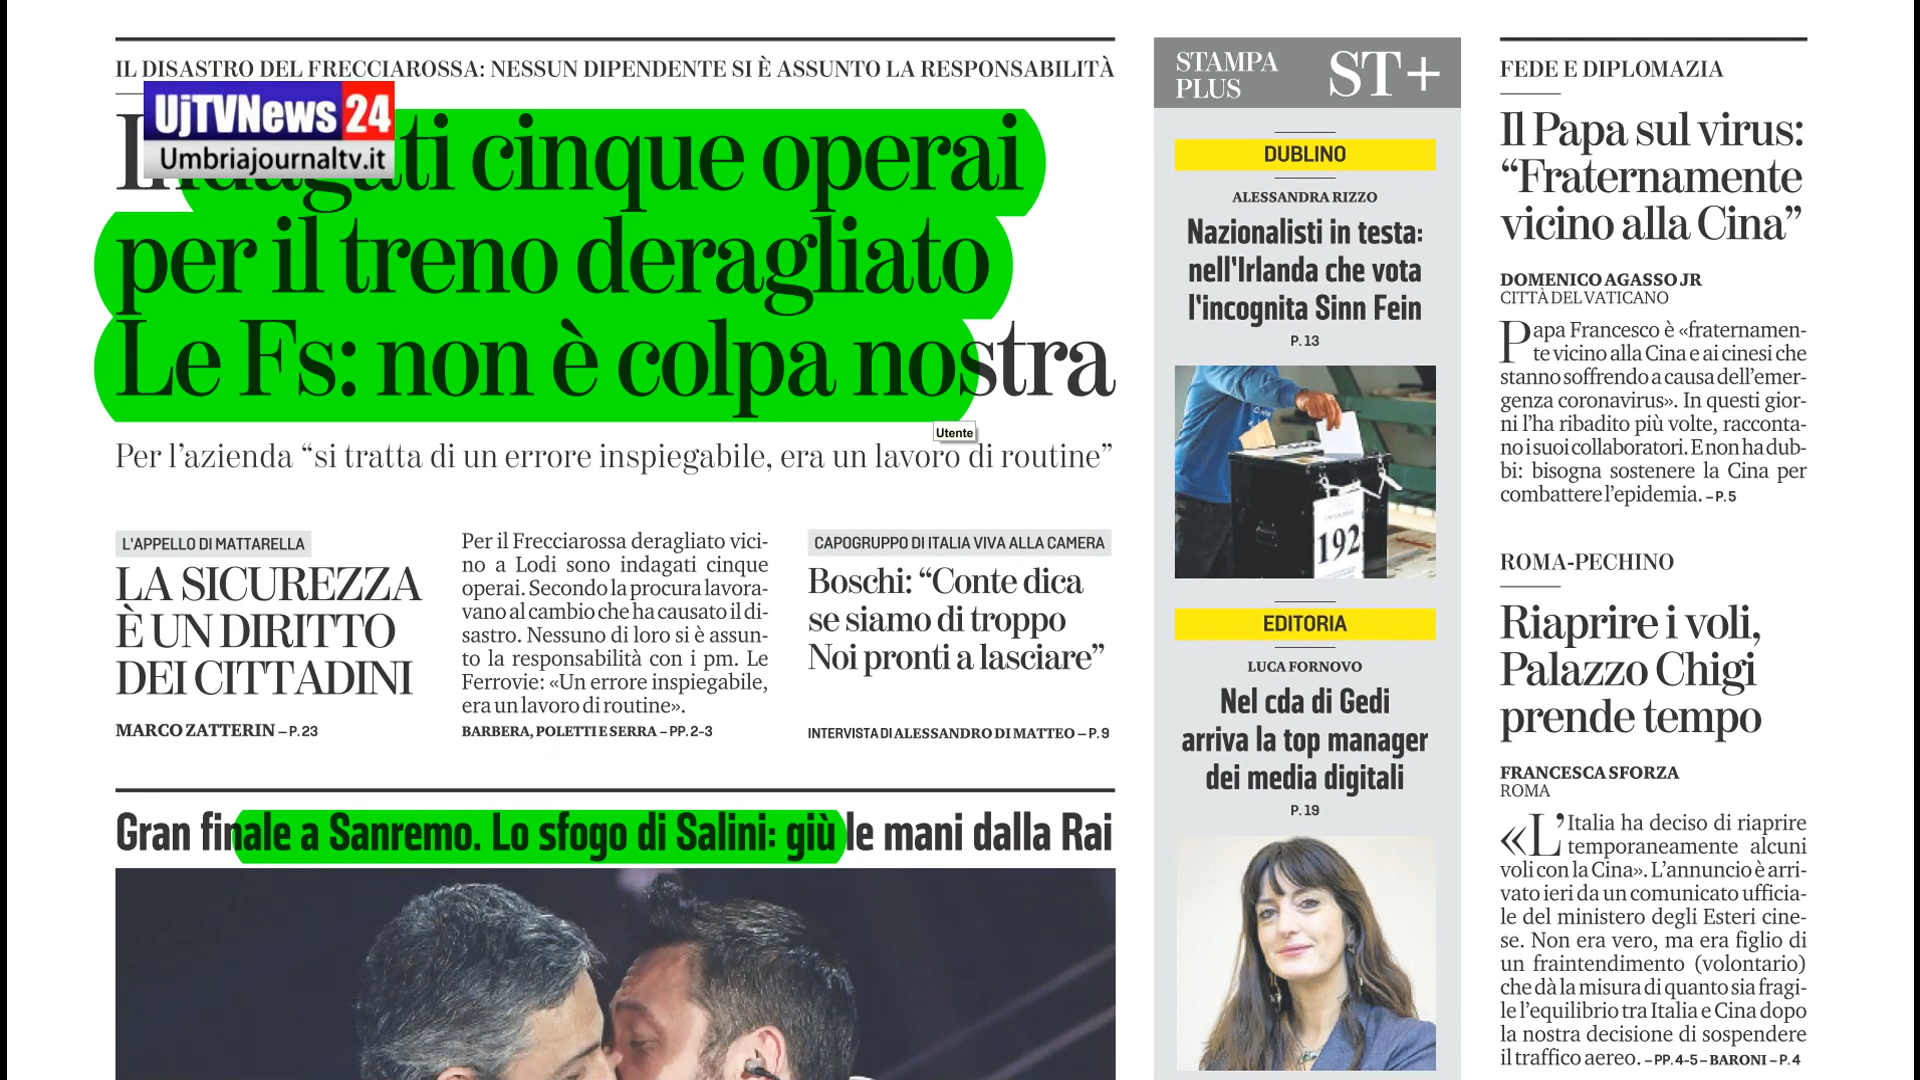 IL DISASTRO DEL FRECCIAROSSA: NESSUN DIPENDENTE SI È ASSUNTO LA RESPONSABILITÀ
UjTVNews 24
Umbriajournaltv.it
Indagati cinque operai
per il treno deragliato
Le Fs: non è colpa nostra
Utente
Per l'azienda “si tratta di un errore inspiegabile, era un lavoro di routine”
L'APPELLO DI MATTARELLA
LA SICUREZZA
È UN DIRITTO
DEI CITTADINI
MARCO ZATTERIN – P. 23
Per il Frecciarossa deragliato vici-
no a Lodi sono indagati cinque
operai. Secondo la procura lavora-
vano al cambio che ha causato il di-
sastro. Nessuno di loro si è assun-
to la responsabilità con i pm. Le
Ferrovie: «Un errore inspiegabile,
era un lavoro di routine».
BARBERA, POLETTI E SERRA – PP. 2-3
CAPOGRUPPO DI ITALIA VIVA ALLA CAMERA
Boschi: “Conte dica
se siamo di troppo
Noi pronti a lasciare”
INTERVISTA DI ALESSANDRO DI MATTEO – P. 9
Gran finale a Sanremo. Lo sfogo di Salini: giù le mani dalla Rai
STAMPA
PLUS
ST+
DUBLINO
ALESSANDRA RIZZO
Nazionalisti in testa:
nell'Irlanda che vota
l'incognita Sinn Fein
P. 13
192
EDITORIA
LUCA FORNOVO
Nel cda di Gedi
arriva la top manager
dei media digitali
P. 19
FEDE E DIPLOMAZIA
Il Papa sul virus:
“Fraternamente
vicino alla Cina”
DOMENICO AGASSO JR
CITTÀ DEL VATICANO
Papa Francesco è «fraternamen-
te vicino alla Cina e ai cinesi che
stanno soffrendo a causa dell'emer-
genza coronavirus». In questi gior-
ni l'ha ribadito più volte, racconta-
no i suoi collaboratori. E non ha dub-
bi: bisogna sostenere la Cina per
combattere l'epidemia. – P. 5
ROMA-PECHINO
Riaprire i voli,
Palazzo Chigi
prende tempo
FRANCESCA SFORZA
ROMA
«L'Italia ha deciso di riaprire
temporaneamente alcuni
voli con la Cina». L'annuncio è arri-
vato ieri da un comunicato ufficia-
le del ministero degli Esteri cine-
se. Non era vero, ma era figlio di
un fraintendimento (volontario)
che dà la misura di quanto sia fragi-
le l'equilibrio tra Italia e Cina dopo
la nostra decisione di sospendere
il traffico aereo. – PP. 4-5 – BARONI – P. 4